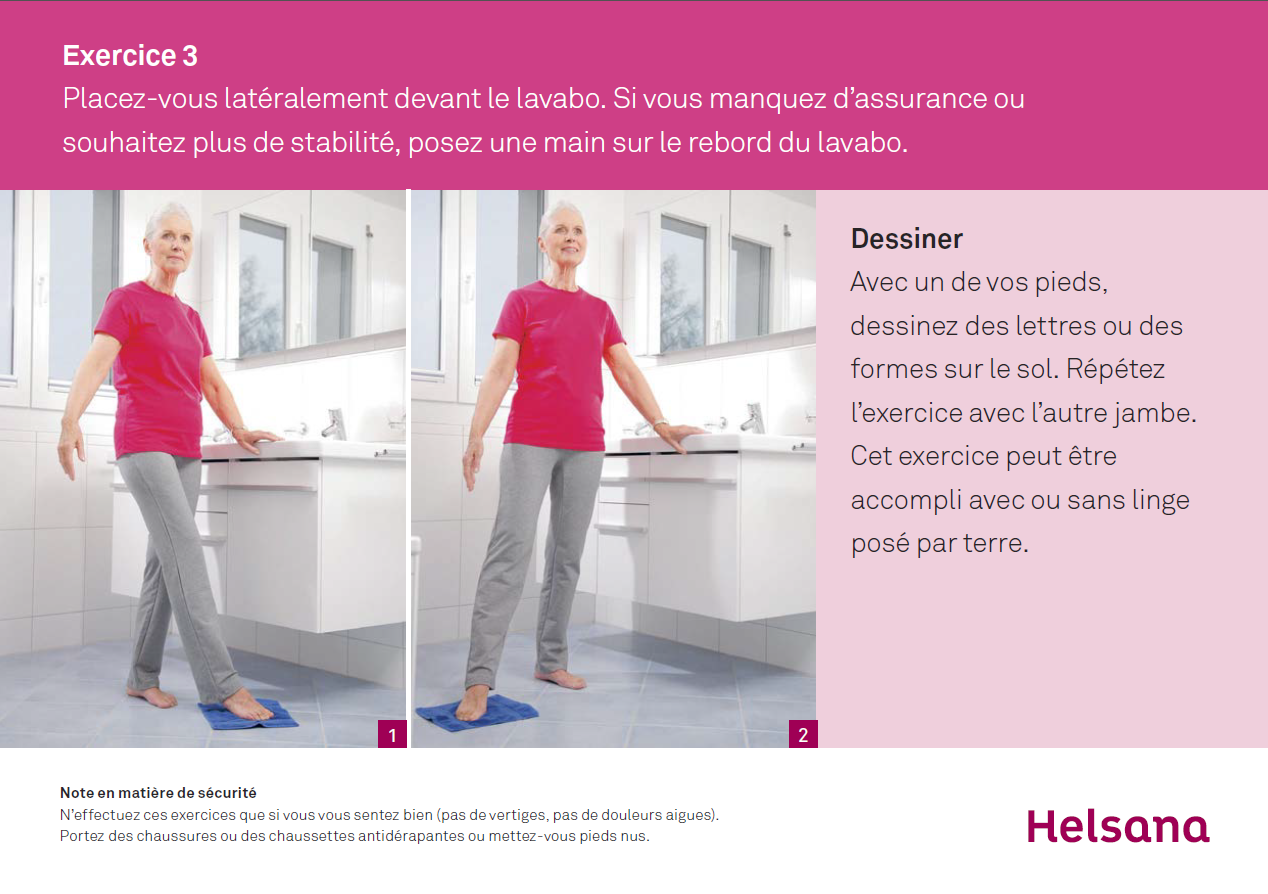 Exercice 3
Placez-vous latéralement devant le lavabo. Si vous manquez d'assurance ou
souhaitez plus de stabilité, posez une main sur le rebord du lavabo.
Dessiner
Avec un de vos pieds,
dessinez des lettres ou des
formes sur le sol. Répétez
l'exercice avec l'autre jambe.
Cet exercice peut être
accompli avec ou sans linge
posé par terre.
1
2
Note en matière de sécurité
N'effectuez ces exercices que si vous vous sentez bien (pas de vertiges, pas de douleurs aigues).
Portez des chaussures ou des chaussettes antidérapantes ou mettez-vous pieds nus.
Helsana